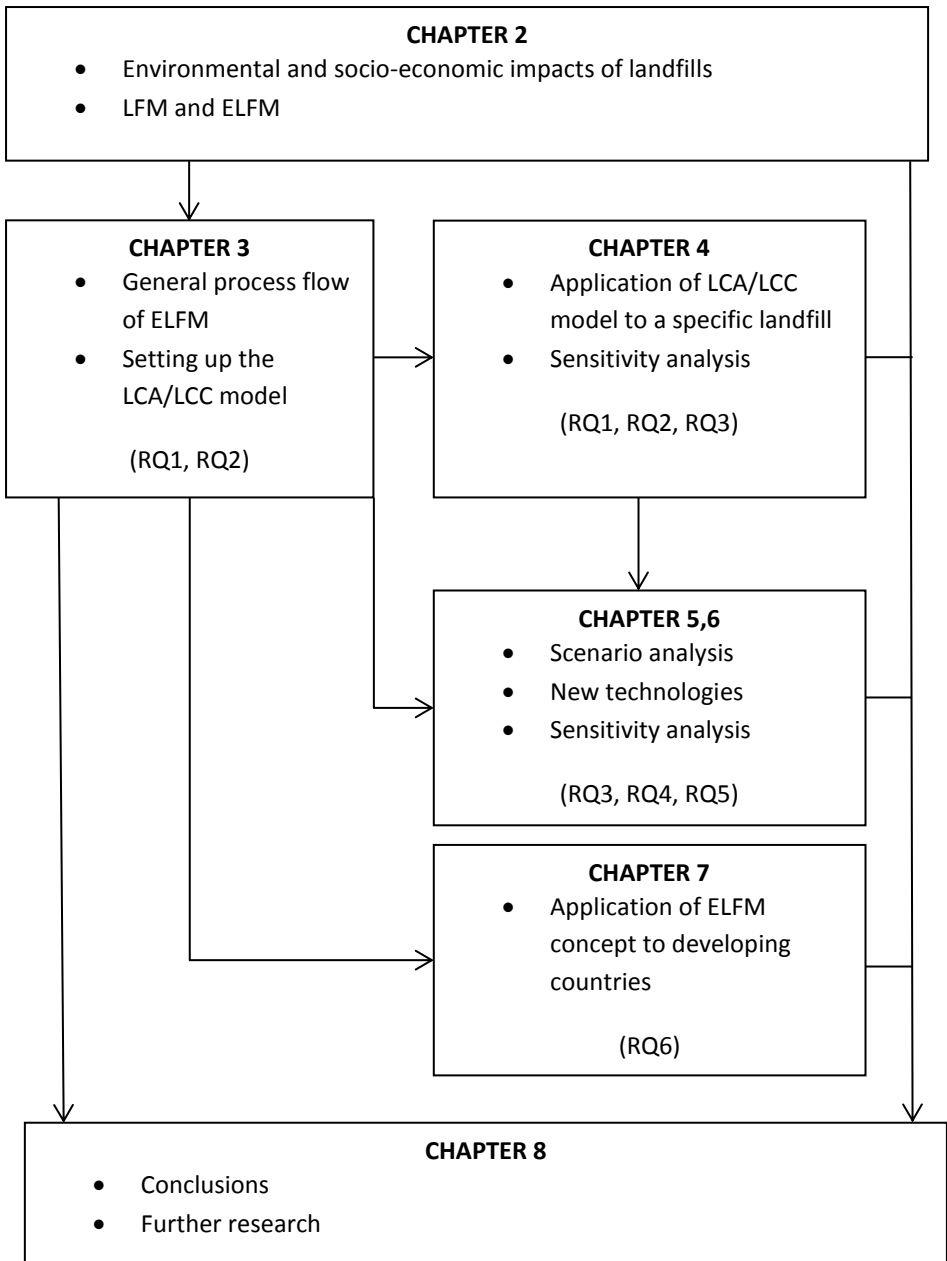 CHAPTER 2
• Environmental and socio-economic impacts of landfills
• LFM and ELFM
CHAPTER 3
• General process flow
of ELFM
• Setting up the
LCA/LCC model
(RQ1, RQ2)
CHAPTER 4
• Application of LCA/LCC
model to a specific landfill
• Sensitivity analysis
(RQ1, RQ2, RQ3)
CHAPTER 5,6
• Scenario analysis
• New technologies
• Sensitivity analysis
(RQ3, RQ4, RQ5)
CHAPTER 7
• Application of ELFM
concept to developing
countries
(RQ6)
CHAPTER 8
• Conclusions
• Further research